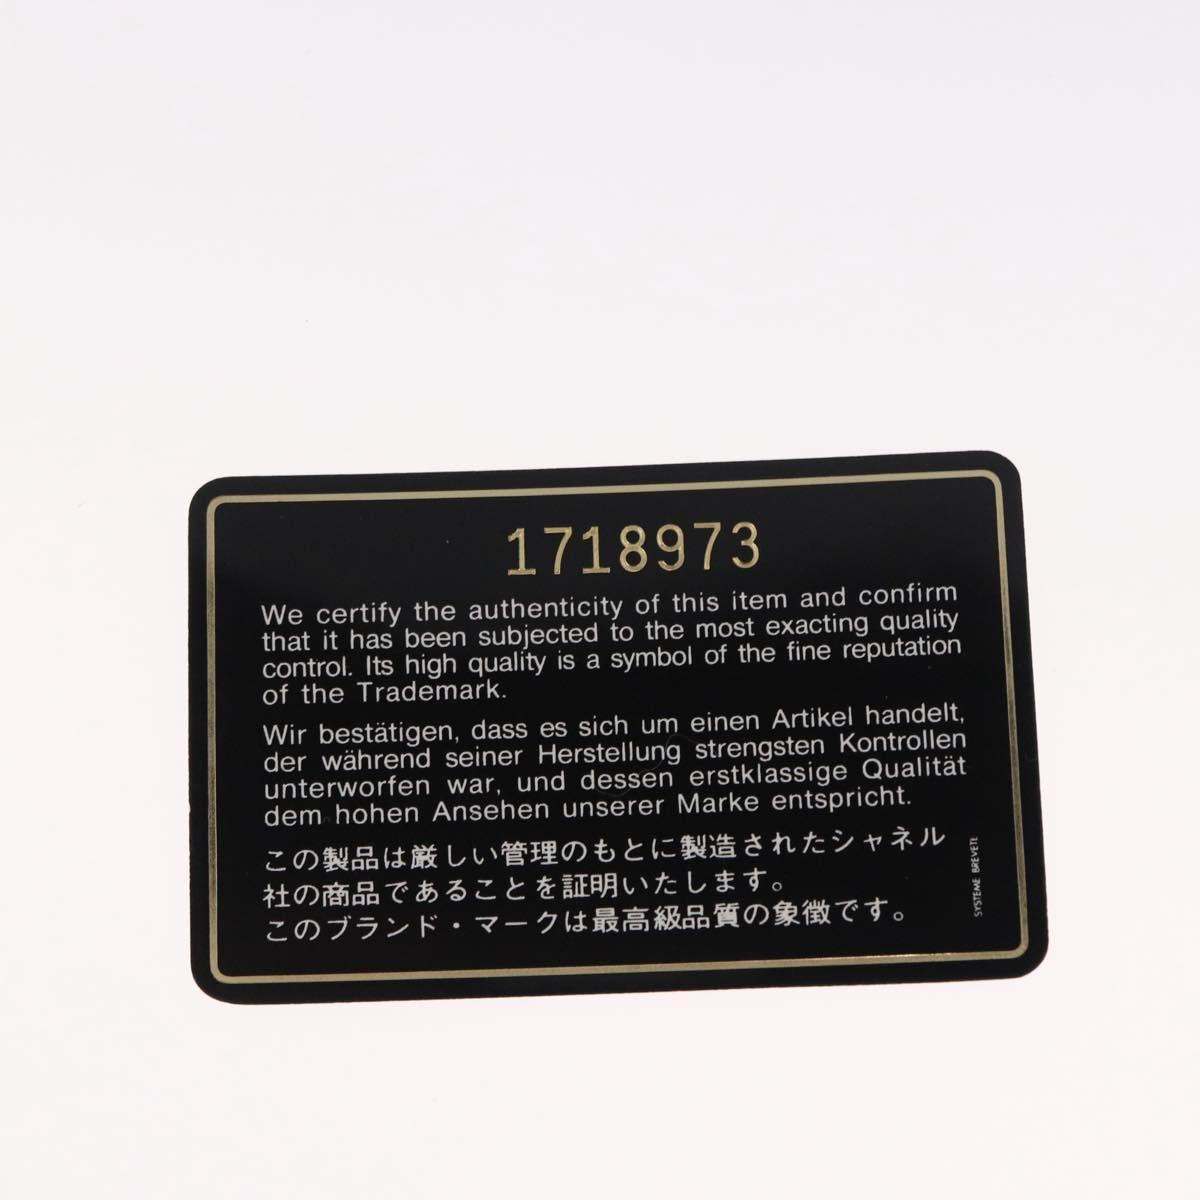 1718973
We certify the authenticity of this item and confirm
that it has been subjected to the most exacting quality
control. Its high quality is a symbol of the fine reputation
of the Trademark.
Wir bestätigen, dass es sich um einen Artikel handelt,
der während seiner Herstellung strengsten Kontrollen
unterworfen war, und dessen erstklassige Qualität
dem hohen Ansehen unserer Marke entspricht.
この製品は厳しい管理のもとに製造されたシャネル
社の商品であることを証明いたします。
このブランド・マークは最高級品質の象徴です。
SYSTEME BREVETE